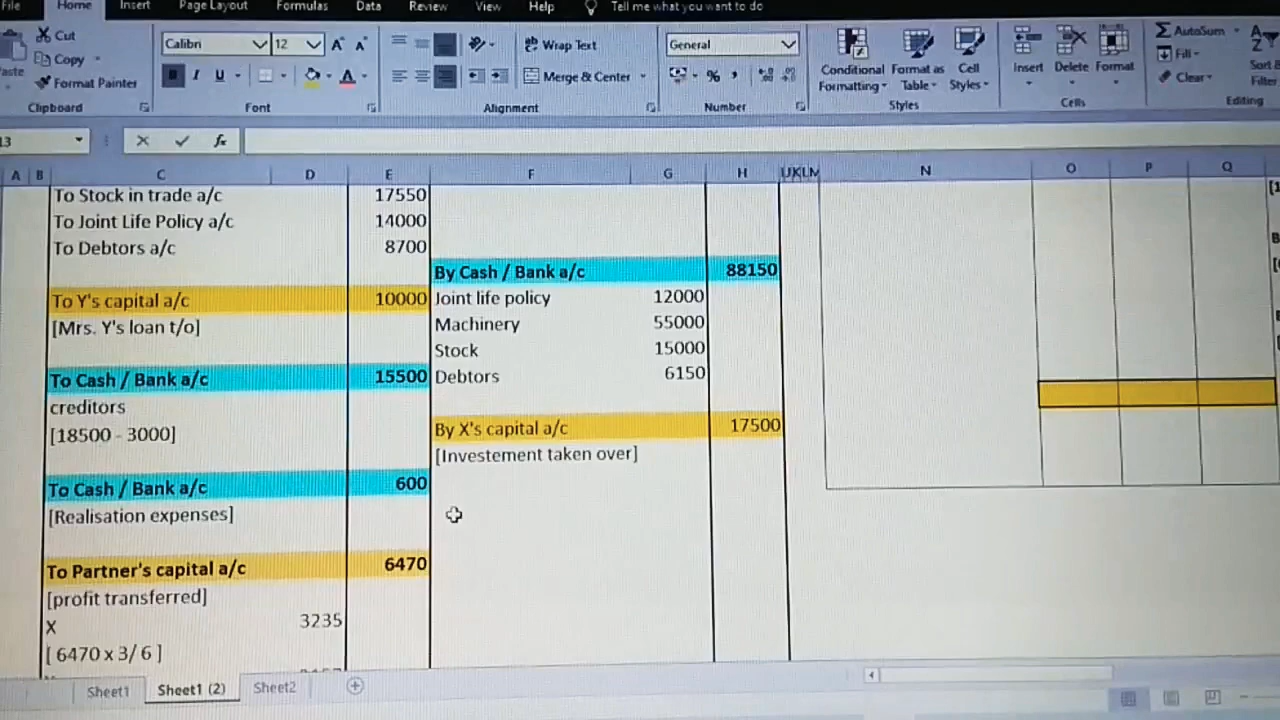 File Home Insert Page Layout Formulas Data Review View Help Tell me what you want to do
Cut
Copy
Format Painter
Clipboard
Calibri 12 A A
B I U A
Font
Wrap Text
Merge & Center
Alignment
General
%
Number
Conditional Formatting
Format as Table
Cell Styles
Styles
Insert Delete Format
Cells
AutoSum
Fill
Clear
Editing
13
fx
A B C D E F G H N O P Q
To Stock in trade a/c 17550
To Joint Life Policy a/c 14000
To Debtors a/c 8700
By Cash / Bank a/c 88150
To Y's capital a/c 10000 Joint life policy 12000
[Mrs. Y's loan t/o] Machinery 55000
Stock 15000
To Cash / Bank a/c 15500 Debtors 6150
creditors
[18500 - 3000] By X's capital a/c 17500
[Investement taken over]
To Cash / Bank a/c 600
[Realisation expenses]
To Partner's capital a/c 6470
[profit transferred]
X 3235
[ 6470 x 3/ 6 ]
Sheet1 Sheet1 (2) Sheet2